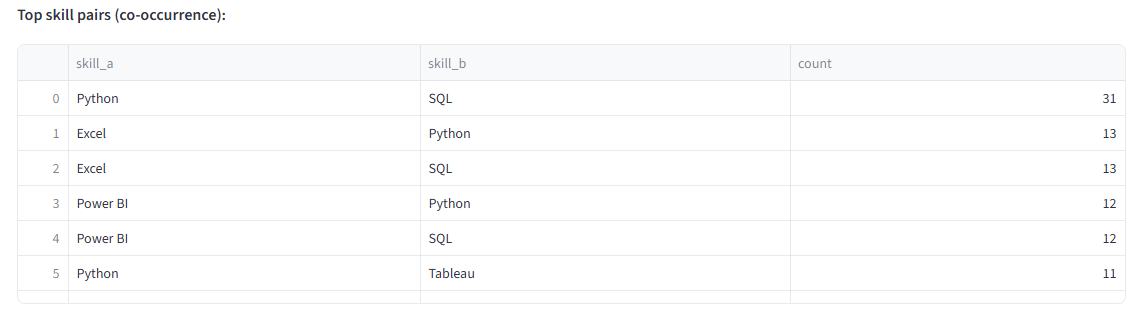 Top skill pairs (co-occurrence):
skill_a skill_b count
0 Python SQL 31
1 Excel Python 13
2 Excel SQL 13
3 Power BI Python 12
4 Power BI SQL 12
5 Python Tableau 11